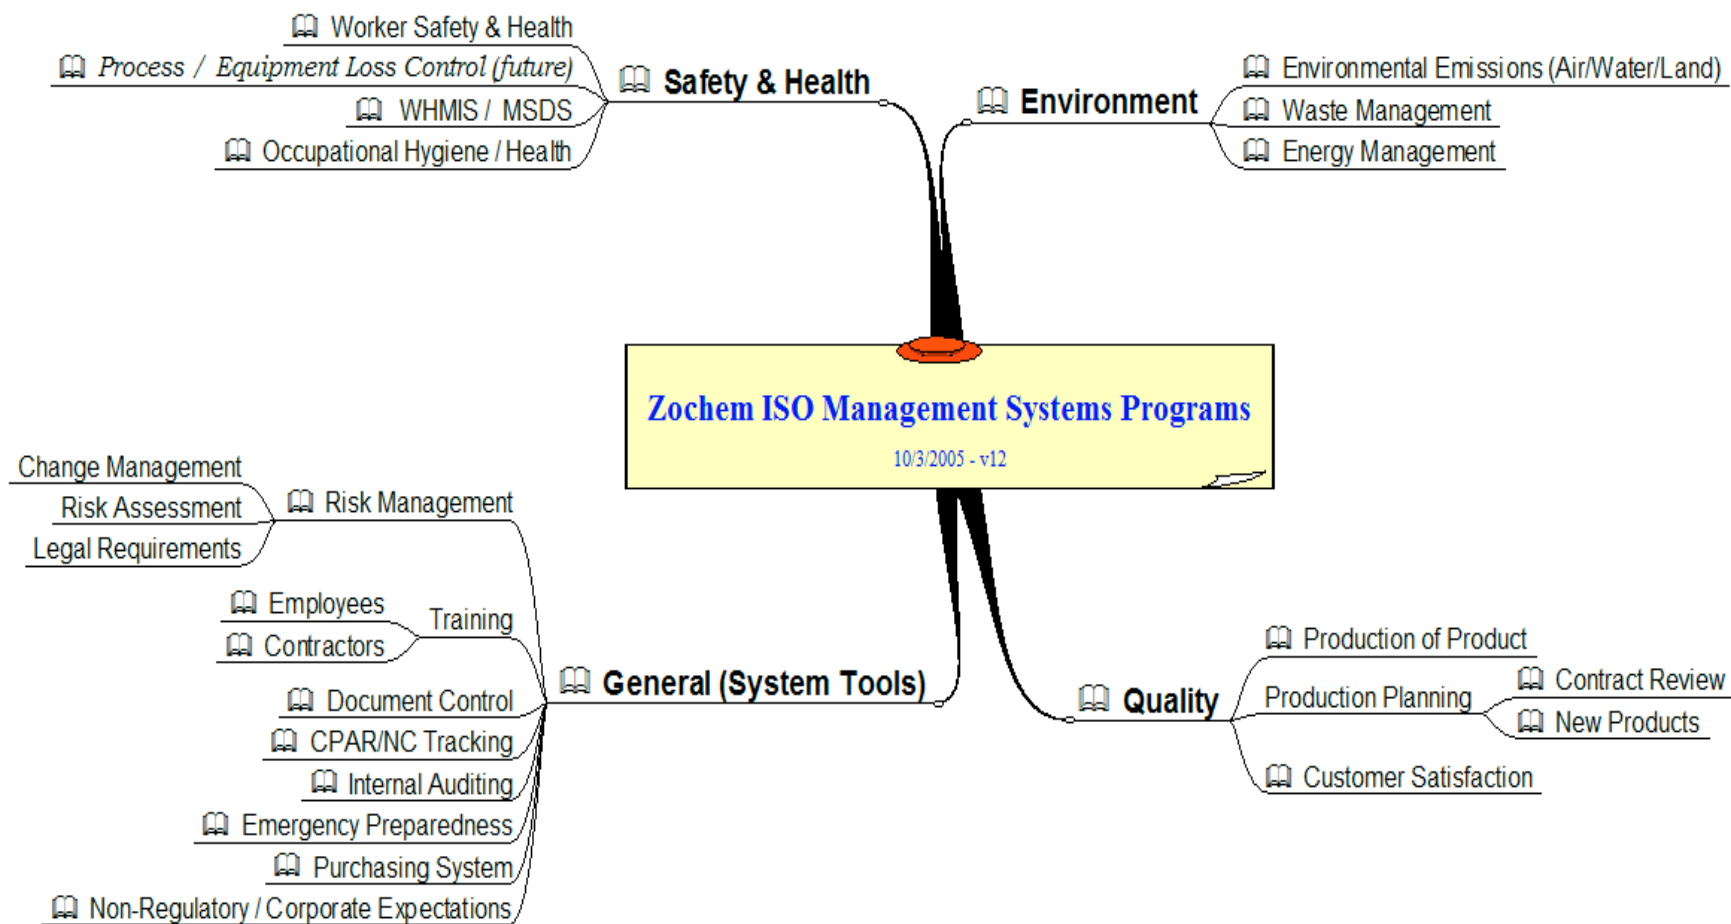 Worker Safety & Health
Process / Equipment Loss Control (future)
WHMIS / MSDS
Occupational Hygiene / Health
Safety & Health
Environment
Environmental Emissions (Air/Water/Land)
Waste Management
Energy Management
Zochem ISO Management Systems Programs
10/3/2005 - v12
Change Management
Risk Assessment
Legal Requirements
Risk Management
Employees
Contractors
Training
Document Control
CPAR/NC Tracking
Internal Auditing
Emergency Preparedness
Purchasing System
Non-Regulatory / Corporate Expectations
General (System Tools)
Quality
Production of Product
Production Planning
Contract Review
New Products
Customer Satisfaction